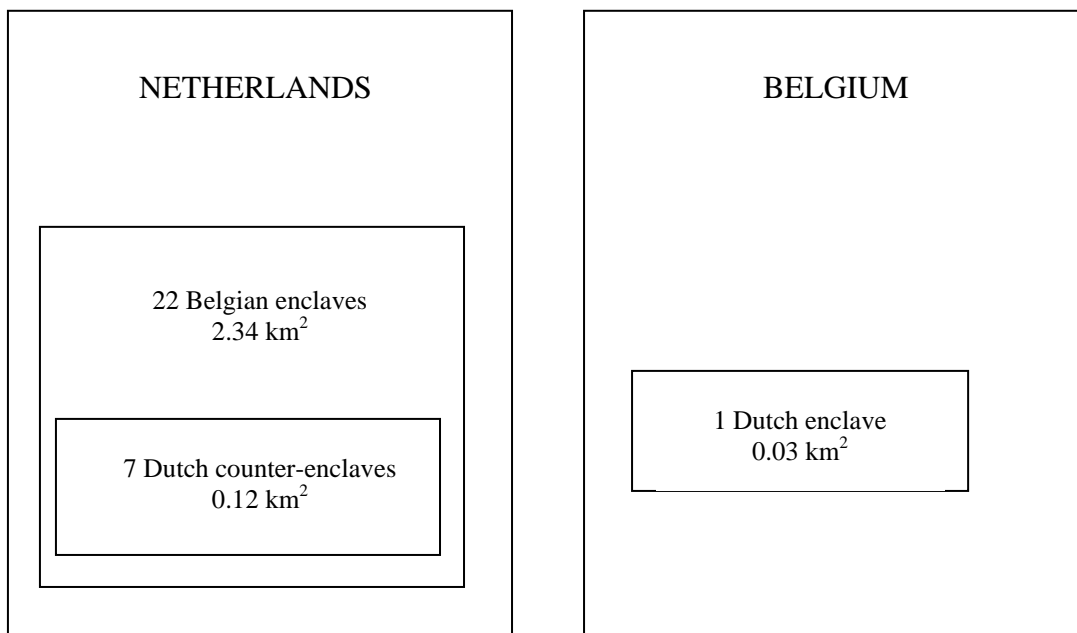 NETHERLANDS
22 Belgian enclaves
2.34 km²
7 Dutch counter-enclaves
0.12 km²
BELGIUM
1 Dutch enclave
0.03 km²